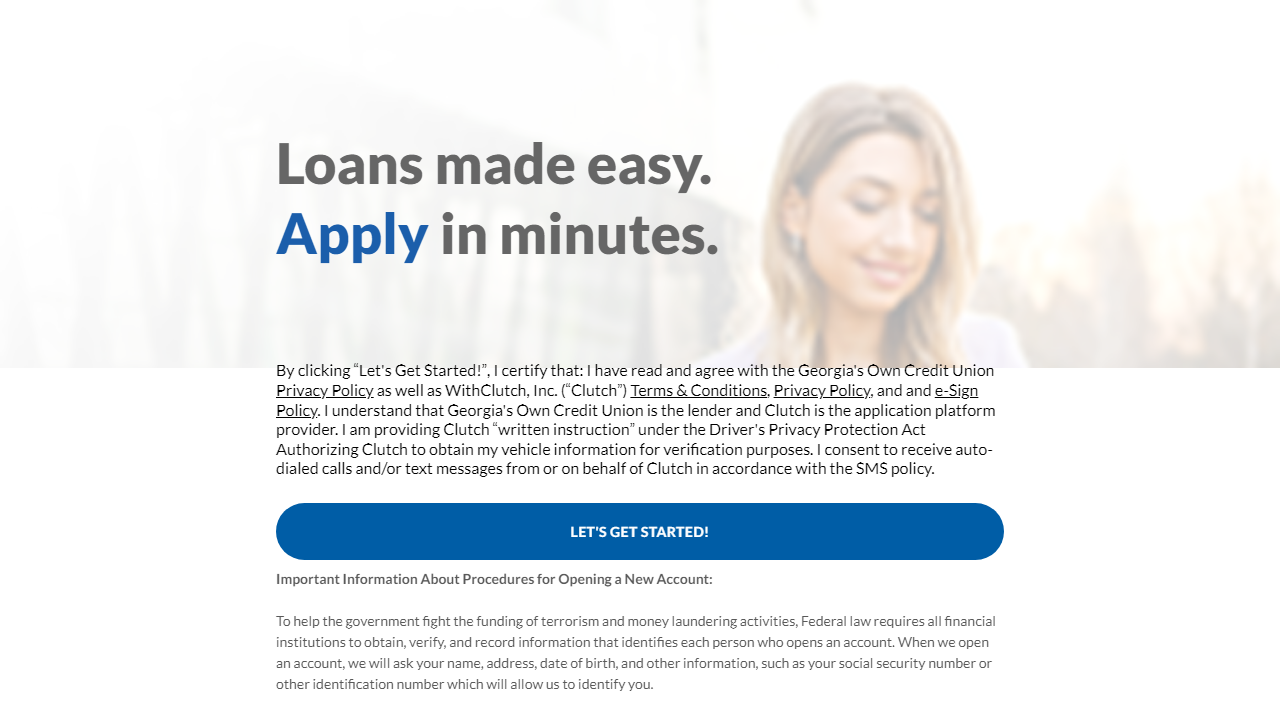 Loans made easy.
Apply in minutes.
By clicking “Let's Get Started!”, I certify that: I have read and agree with the Georgia's Own Credit Union
Privacy Policy as well as WithClutch, Inc. (“Clutch”) Terms & Conditions, Privacy Policy, and and e-Sign
Policy. I understand that Georgia's Own Credit Union is the lender and Clutch is the application platform
provider. I am providing Clutch “written instruction” under the Driver's Privacy Protection Act
Authorizing Clutch to obtain my vehicle information for verification purposes. I consent to receive auto-
dialed calls and/or text messages from or on behalf of Clutch in accordance with the SMS policy.
LET'S GET STARTED!
Important Information About Procedures for Opening a New Account:
To help the government fight the funding of terrorism and money laundering activities, Federal law requires all financial
institutions to obtain, verify, and record information that identifies each person who opens an account. When we open
an account, we will ask your name, address, date of birth, and other information, such as your social security number or
other identification number which will allow us to identify you.